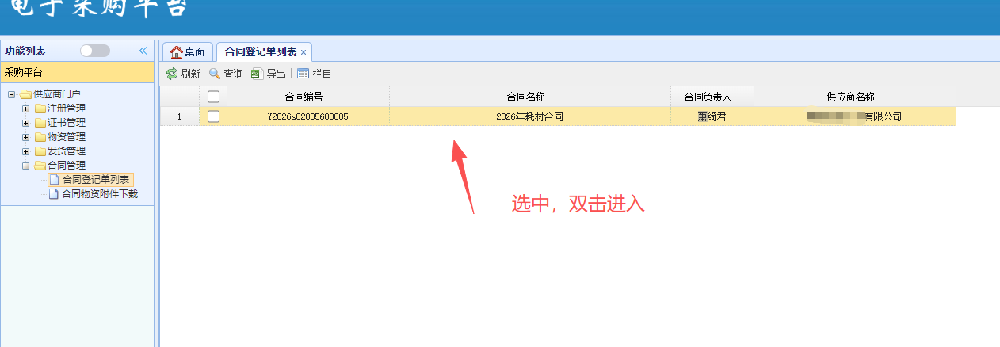 电子采购平台
功能列表
桌面
合同登记单列表
采购平台
刷新 查询 导出 栏目
供应商门户
注册管理
证书管理
物资管理
发货管理
合同管理
合同登记单列表
合同物资附件下载
合同编号 合同名称 合同负责人 供应商名称
1 Y2026s02005680005 2026年耗材合同 萧绮君 有限公司
选中，双击进入